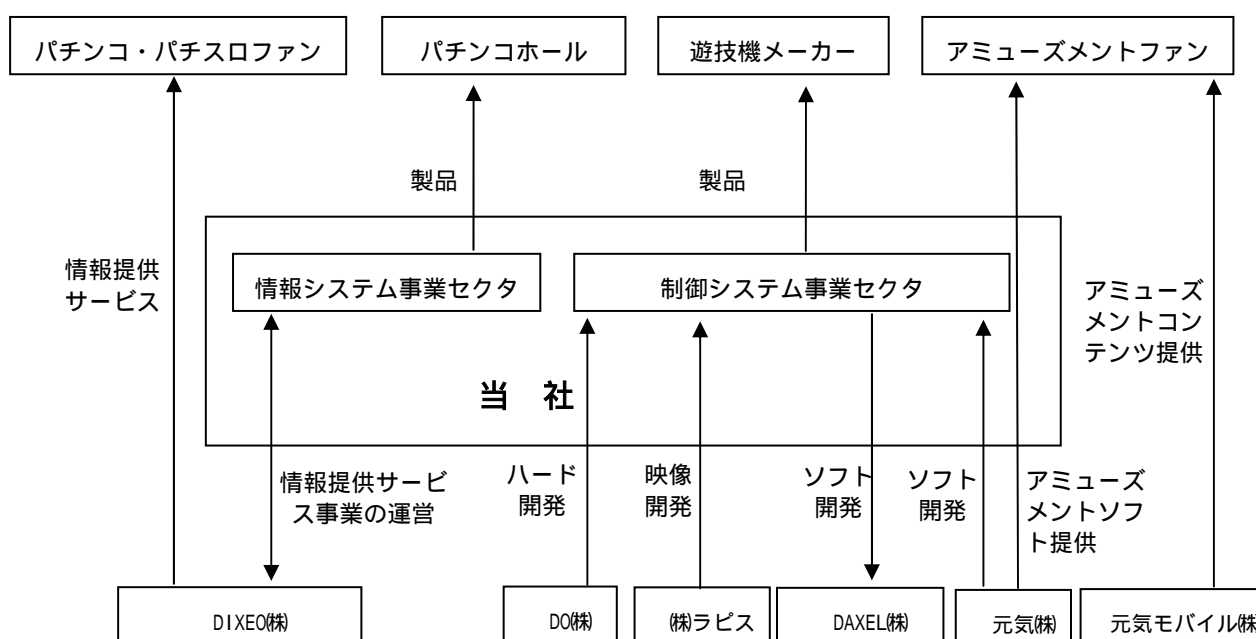 パチンコ・パチスロファン
パチンコホール
遊技機メーカー
アミューズメントファン
製品
製品
情報提供
サービス
情報システム事業セクタ
制御システム事業セクタ
アミューズ
メントコン
テンツ提供
当 社
情報提供サービ
ス事業の運営
ハード
開発
映像
開発
ソフト
開発
ソフト
開発
アミューズ
メントソフ
ト提供
DIXEO㈱
DO㈱
㈱ラピス
DAXEL㈱
元気㈱
元気モバイル㈱